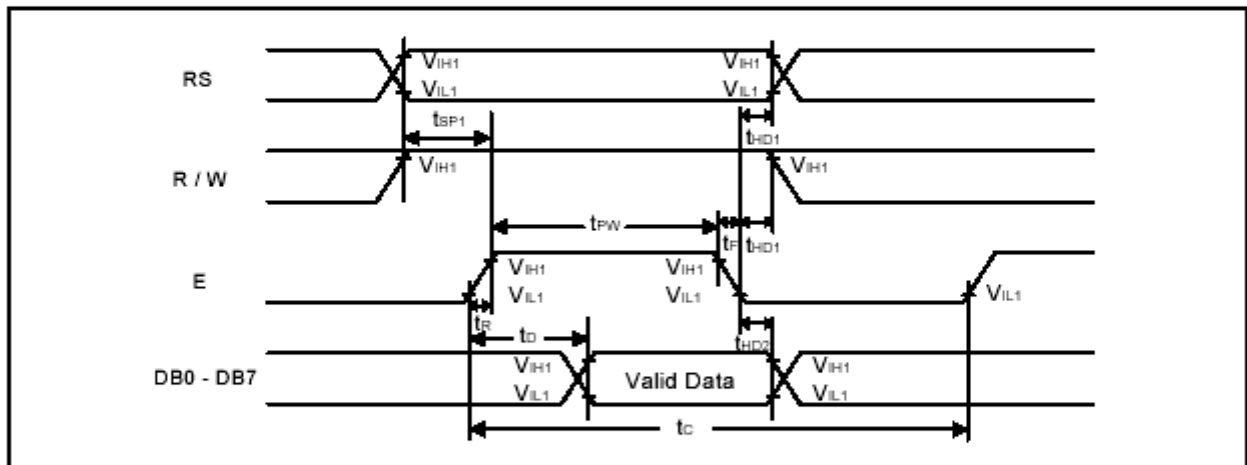 VIH1 VIH1
RS
VIL1 VIL1
tSP1 tHD1
VIH1 VIH1
R / W
tPW tF tHD1
VIH1 VIH1
E
VIL1 VIL1 VIL1
tR tD tHD2
VIH1 VIH1
DB0 - DB7 Valid Data
VIL1 VIL1
tC